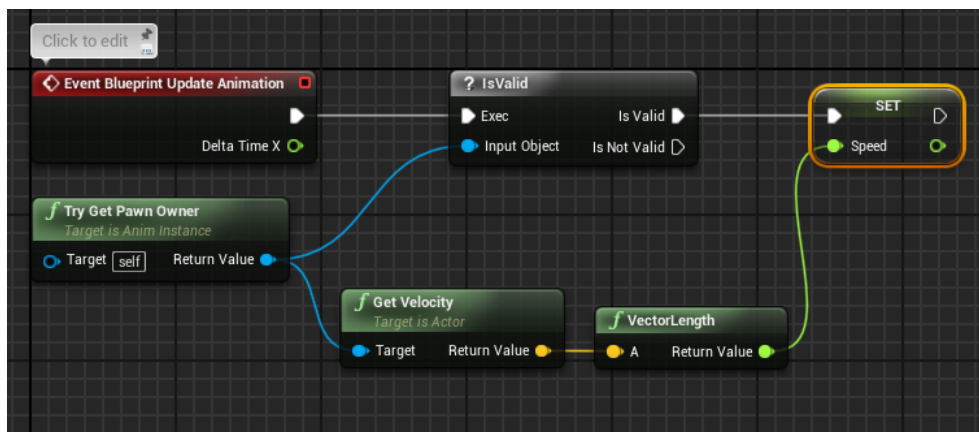 Click to edit
Event Blueprint Update Animation
Delta Time X
? IsValid
Exec
Is Valid
Input Object
Is Not Valid
SET
Speed
f Try Get Pawn Owner
Target is Anim Instance
Target self
Return Value
f Get Velocity
Target is Actor
Target
Return Value
f VectorLength
A
Return Value